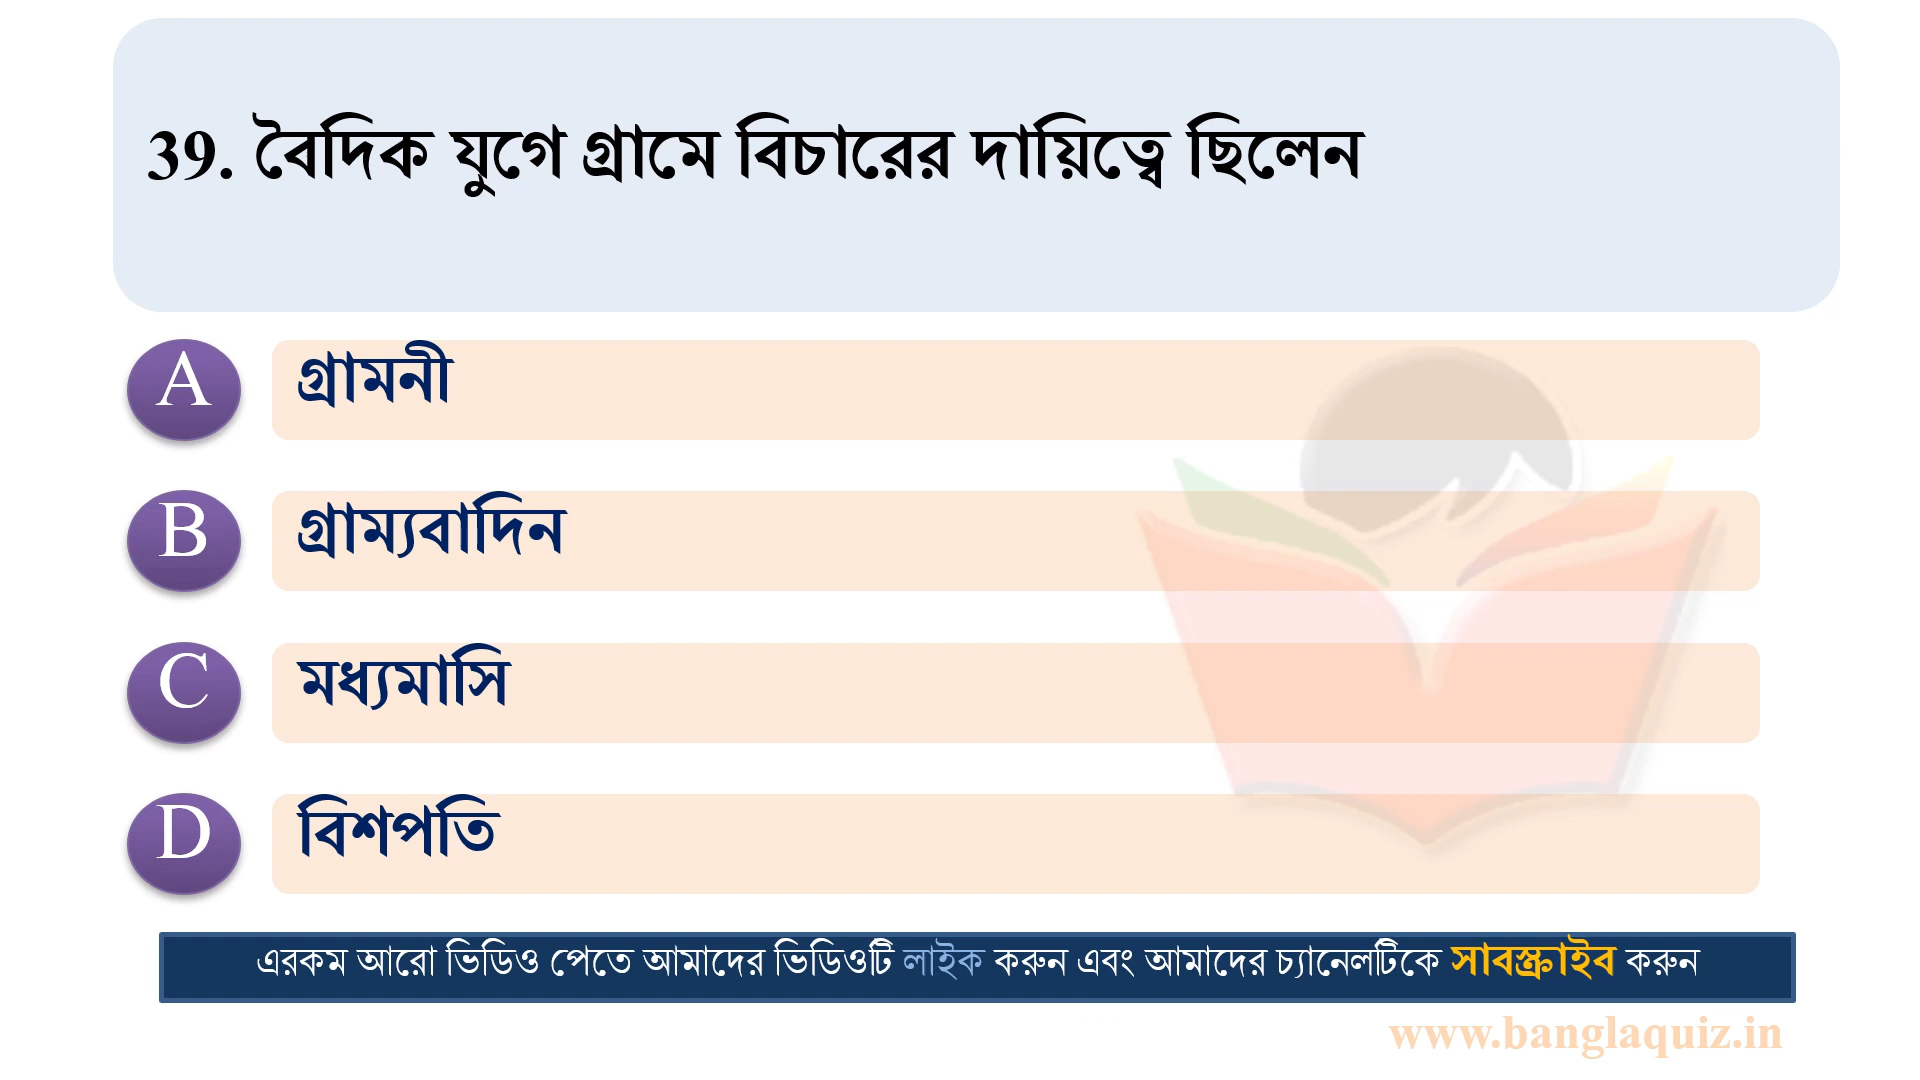 39. বৈদিক যুগে গ্রামে বিচারের দায়িত্বে ছিলেন
A
গ্রামনী
B
গ্রাম্যবাদিন
C
মধ্যমাসি
D
বিশপতি
এরকম আরো ভিডিও পেতে আমাদের ভিডিওটি লাইক করুন এবং আমাদের চ্যানেলটিকে সাবস্ক্রাইব করুন
www.banglaquiz.in